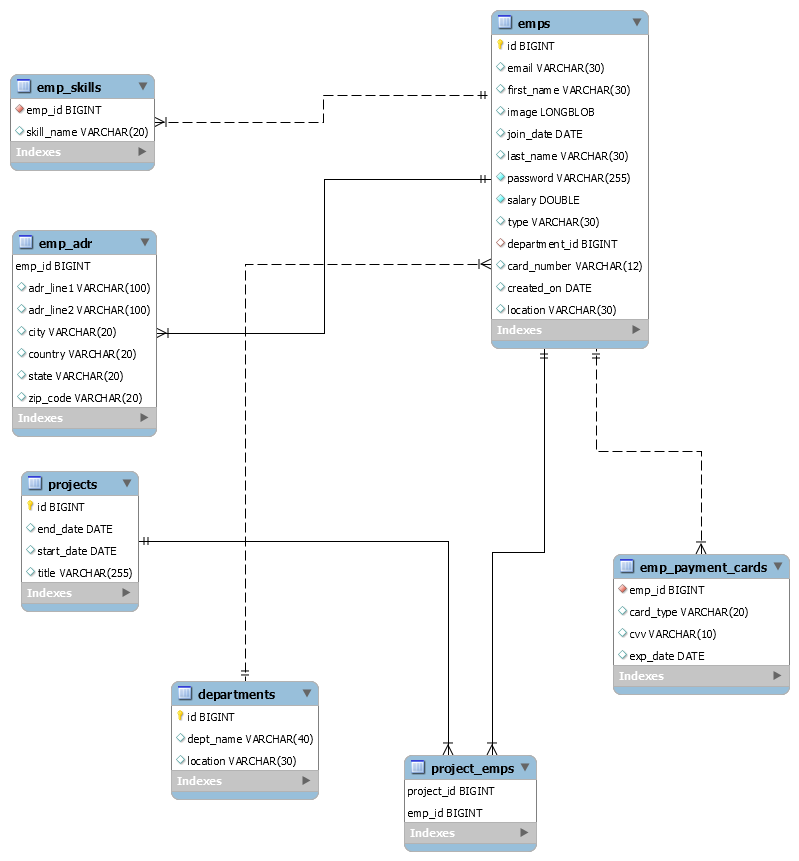 emps
id BIGINT
email VARCHAR(30)
first_name VARCHAR(30)
image LONGBLOB
join_date DATE
last_name VARCHAR(30)
password VARCHAR(255)
salary DOUBLE
type VARCHAR(30)
department_id BIGINT
card_number VARCHAR(12)
created_on DATE
location VARCHAR(30)
Indexes
emp_skills
emp_id BIGINT
skill_name VARCHAR(20)
Indexes
emp_adr
emp_id BIGINT
adr_line1 VARCHAR(100)
adr_line2 VARCHAR(100)
city VARCHAR(20)
country VARCHAR(20)
state VARCHAR(20)
zip_code VARCHAR(20)
Indexes
projects
id BIGINT
end_date DATE
start_date DATE
title VARCHAR(255)
Indexes
emp_payment_cards
emp_id BIGINT
card_type VARCHAR(20)
cvv VARCHAR(10)
exp_date DATE
Indexes
departments
id BIGINT
dept_name VARCHAR(40)
location VARCHAR(30)
Indexes
project_emps
project_id BIGINT
emp_id BIGINT
Indexes